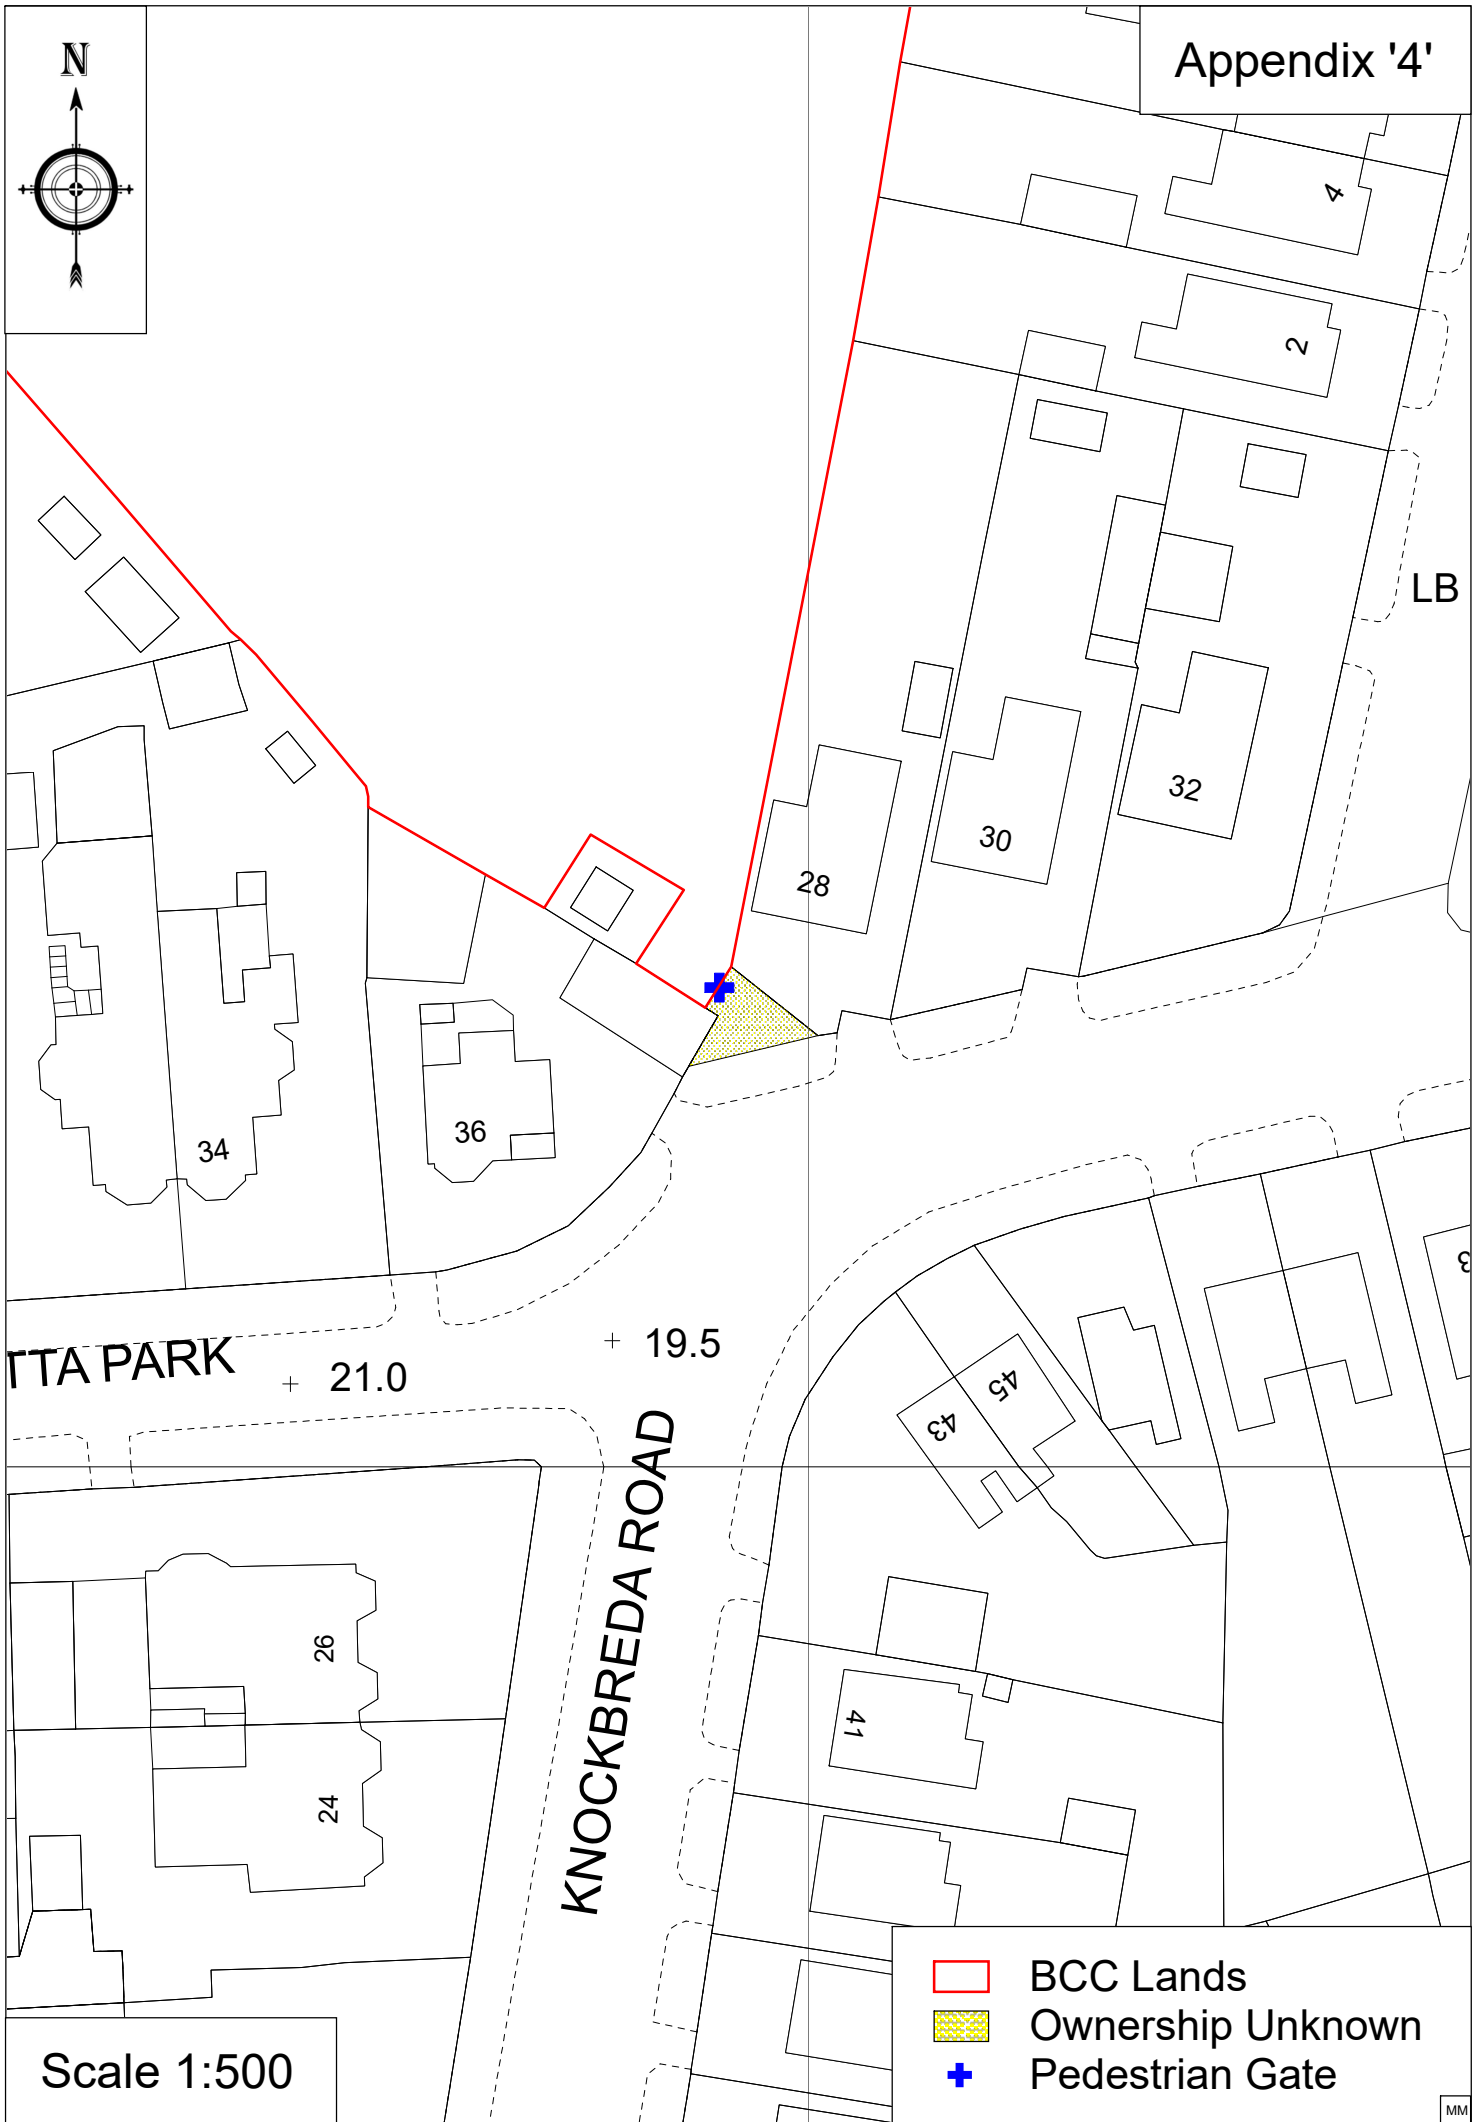 N
Appendix '4'
4
2
LB
32
30
28
36
34
19.5
TTA PARK
21.0
45
43
KNOCKBREDA ROAD
26
41
24
BCC Lands
Ownership Unknown
Pedestrian Gate
Scale 1:500
MM